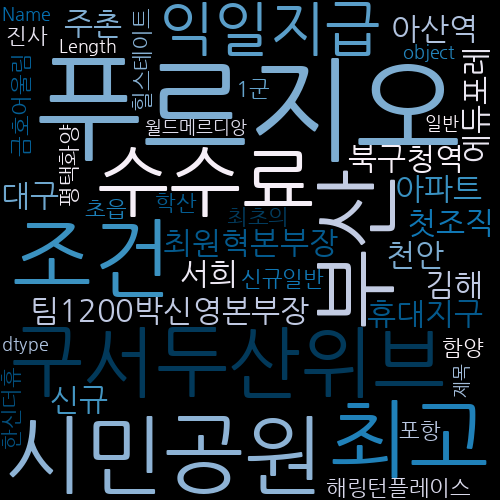 Name
주촌
익일지급
아산역
진사
Length
object
금호어울림
힐스테이트
1군
에듀포레
푸르지오
월드메르디앙
일반
평택화양
수수료
북구청역
대구
초읍
학산
최초의
부산
아파트
첫조직
조건
최원혁본부장
천안
서희
신규일반
김해
팀1200박신영본부장
휴대지구
dtype
구서두산위브
함양
제목
한신더휴
신규
시민공원
최고
포항
해링턴플레이스